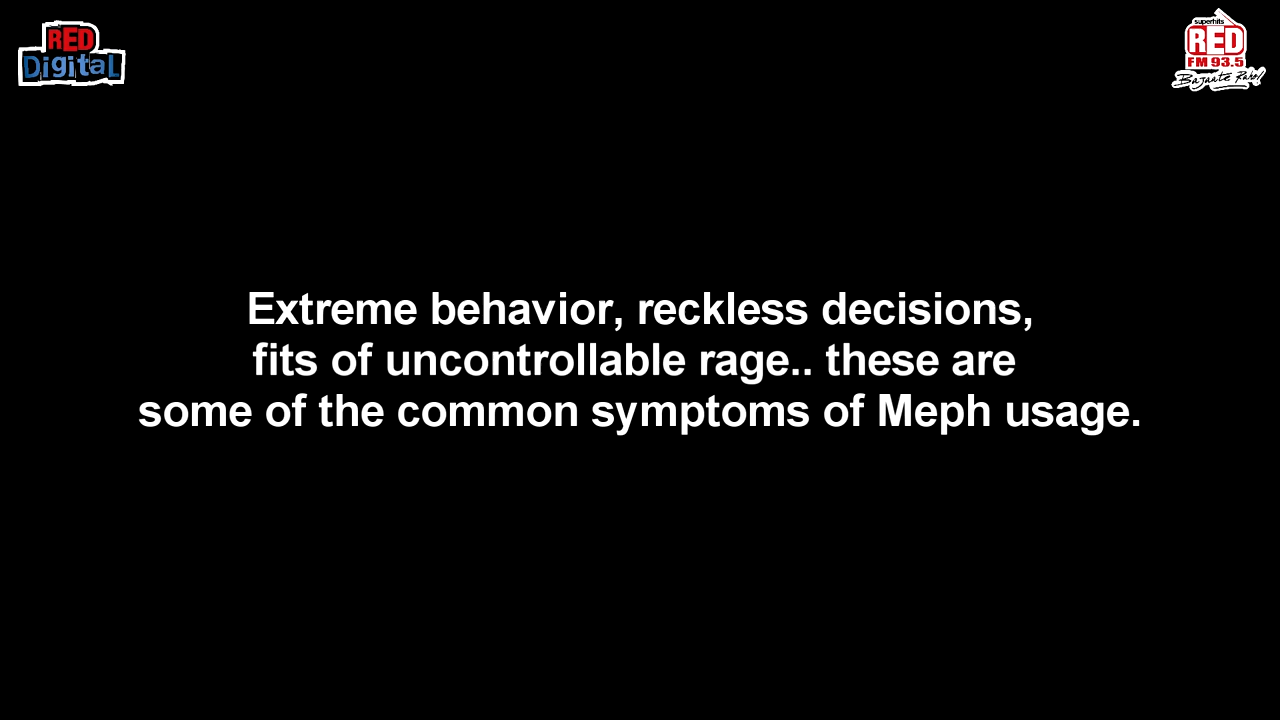 RED
DigitaL
superhits
RED
FM 93.5
Bajaate Raho!
Extreme behavior, reckless decisions,
fits of uncontrollable rage.. these are
some of the common symptoms of Meph usage.